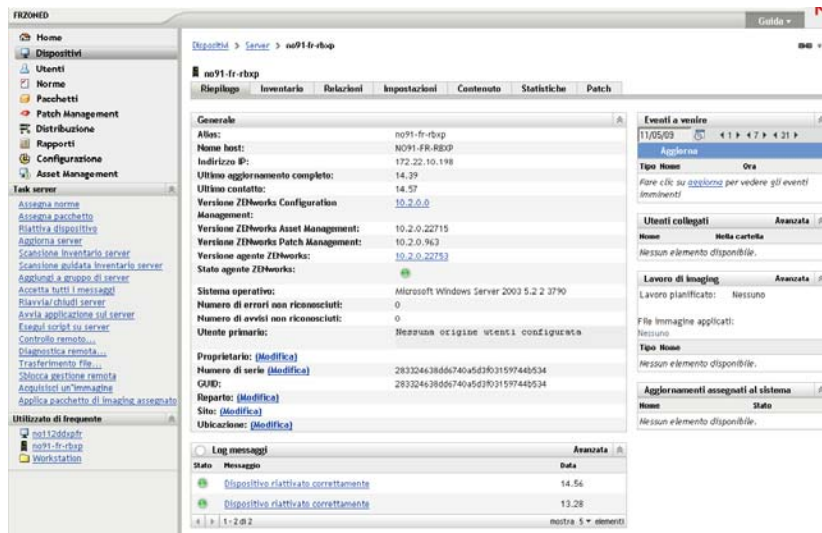 FRZONED
Guida
Home
Dispositivi
Utenti
Norme
Pacchetti
Patch Management
Distribuzione
Rapporti
Configurazione
Asset Management
Task server
Assegna norme
Assegna pacchetto
Riattiva dispositivo
Aggiorna server
Scansione inventario server
Scansione guidata inventario server
Aggiungi a gruppo di server
Accetta tutti i messaggi
Riavvia/chiudi server
Avvia applicazione sul server
Esegui script su server
Controllo remoto...
Diagnostica remota...
Trasferimento file...
Sblocca gestione remota
Acquisisci un"immagine
Applica pacchetto di imaging assegnato
Utilizzato di frequente
no112ddxpfr
no91-fr-rbxp
Workstation
Dispositivi > Server > no91-fr-rbxp
no91-fr-rbxp
Riepilogo Inventario Relazioni Impostazioni Contenuto Statistiche Patch
Generale
Alias: no91-fr-rbxp
Nome host: NO91-FR-RBXP
Indirizzo IP: 172.22.10.198
Ultimo aggiornamento completo: 14.39
Ultimo contatto: 14.57
Versione ZENworks Configuration Management: 10.2.0.0
Versione ZENworks Asset Management: 10.2.0.22715
Versione ZENworks Patch Management: 10.2.0.963
Versione agente ZENworks: 10.2.0.22753
Stato agente ZENworks:
Sistema operativo: Microsoft Windows Server 2003 5.2 2 3790
Numero di errori non riconosciuti: 0
Numero di avvisi non riconosciuti: 0
Utente primario: Nessuna origine utenti configurata
Proprietario: (Modifica)
Numero di serie (Modifica) 283324638dd6740a5d3f03159744b534
GUID: 283324638dd6740a5d3f03159744b534
Reparto: (Modifica)
Sito: (Modifica)
Ubicazione: (Modifica)
Log messaggi Avanzata
Stato Messaggio Data
Dispositivo riattivato correttamente 14.56
Dispositivo riattivato correttamente 13.28
1 - 2 di 2 mostra 5 elementi
Eventi a venire
11/05/09 1 7 31
Aggiorna
Tipo Nome Ora
Fare clic su aggiorna per vedere gli eventi imminenti
Utenti collegati Avanzata
Nome Nella cartella
Nessun elemento disponibile.
Lavoro di imaging Avanzata
Lavoro pianificato: Nessuno
File immagine applicati:
Nessuno
Tipo Nome
Nessun elemento disponibile.
Aggiornamenti assegnati al sistema
Nome Stato
Nessun elemento disponibile.